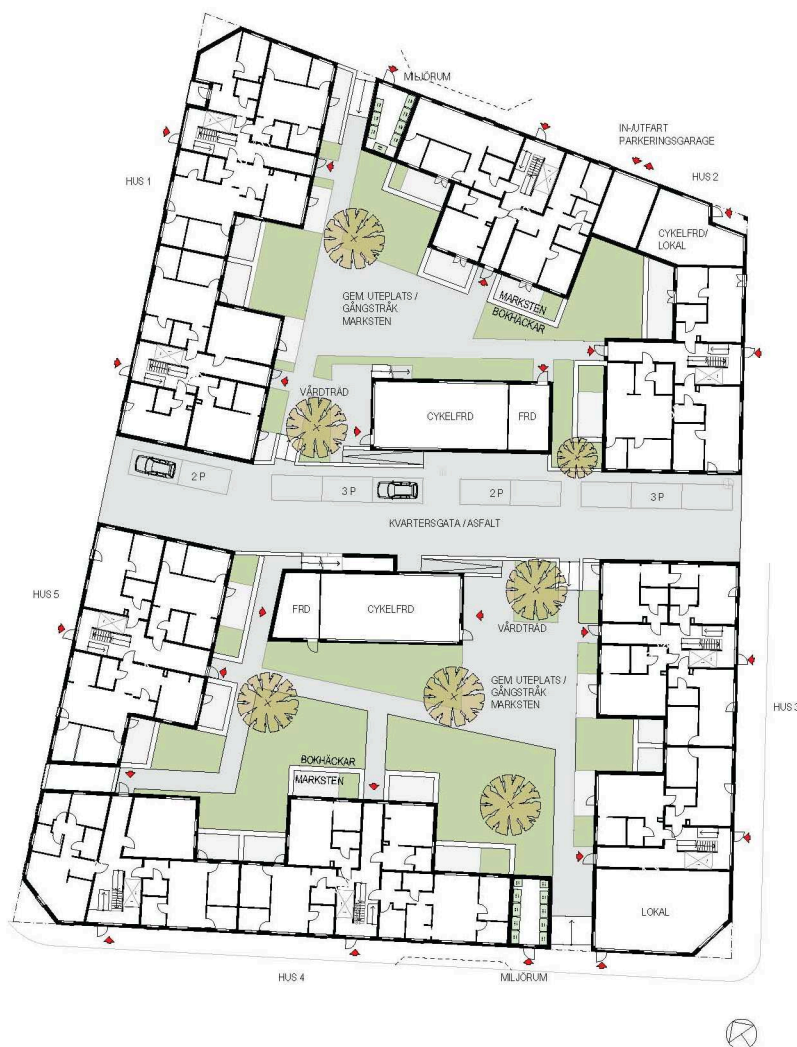 MILJÖRUM
IN-/UTFART
PARKERINGSGARAGE
HUS 1
HUS 2
CYKELFRD/
LOKAL
GEM. UTEPLATS /
GÅNGSTRÅK
MARKSTEN
MARKSTEN
BOKHÄCKAR
VÅRDTRÄD
CYKELFRD
FRD
2 P
3 P
2 P
3 P
KVARTERSGATA / ASFALT
HUS 5
FRD
CYKELFRD
VÅRDTRÄD
GEM. UTEPLATS /
GÅNGSTRÅK
MARKSTEN
HUS 3
BOKHÄCKAR
MARKSTEN
LOKAL
HUS 4
MILJÖRUM